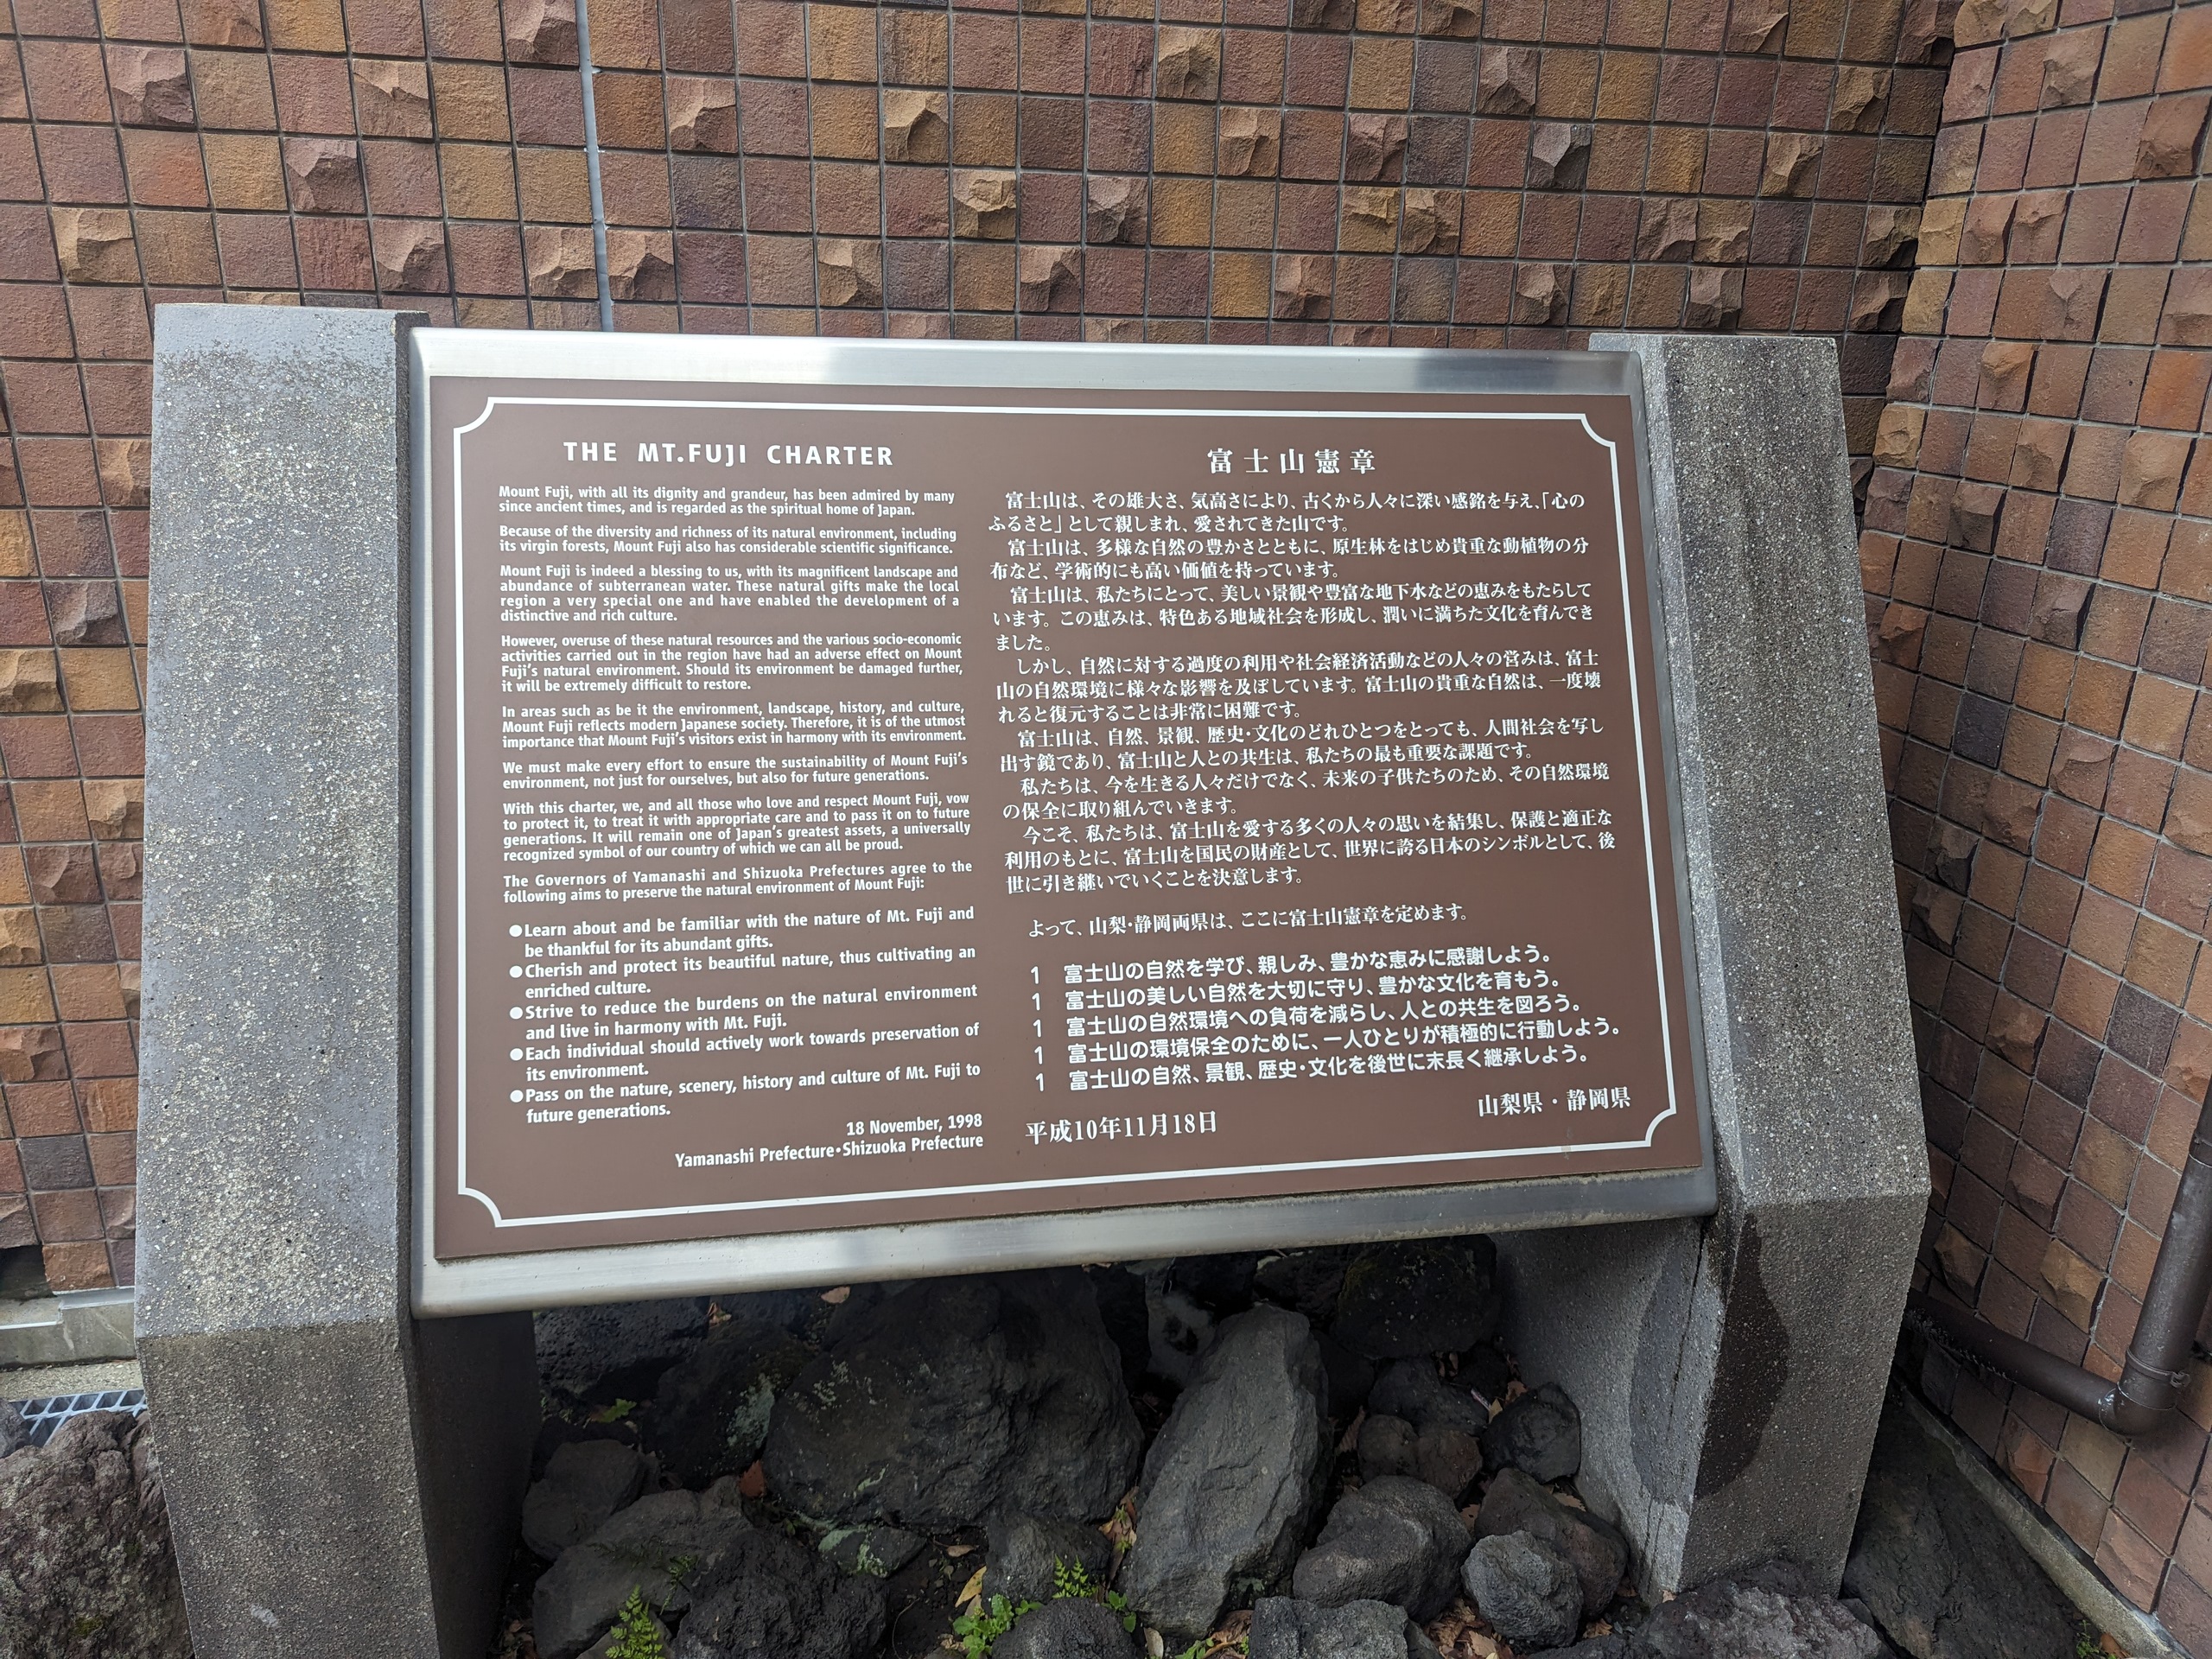 THE MT.FUJI CHARTER
Mount Fuji, with all its dignity and grandeur, has been admired by many
since ancient times, and is regarded as the spiritual home of Japan.
Because of the diversity and richness of its natural environment, including
its virgin forests, Mount Fuji also has considerable scientific significance.
Mount Fuji is indeed a blessing to us, with its magnificent landscape and
abundance of subterranean water. These natural gifts make the local
region a very special one and have enabled the development of a
distinctive and rich culture.
However, overuse of these natural resources and the various socio-economic
activities carried out in the region have had an adverse effect on Mount
Fuji's natural environment. Should its environment be damaged further,
it will be extremely difficult to restore.
In areas such as be it the environment, landscape, history, and culture,
Mount Fuji reflects modern Japanese society. Therefore, it is of the utmost
importance that Mount Fuji's visitors exist in harmony with its environment.
We must make every effort to ensure the sustainability of Mount Fuji's
environment, not just for ourselves, but also for future generations.
With this charter, we, and all those who love and respect Mount Fuji, vow
to protect it, to treat it with appropriate care and to pass it on to future
generations. It will remain one of Japan's greatest assets, a universally
recognized symbol of our country of which we can all be proud.
The Governors of Yamanashi and Shizuoka Prefectures agree to the
following aims to preserve the natural environment of Mount Fuji:
●Learn about and be familiar with the nature of Mt. Fuji and
be thankful for its abundant gifts.
●Cherish and protect its beautiful nature, thus cultivating an
enriched culture.
●Strive to reduce the burdens on the natural environment
and live in harmony with Mt. Fuji.
●Each individual should actively work towards preservation of
its environment.
●Pass on the nature, scenery, history and culture of Mt. Fuji to
future generations.
18 November, 1998
Yamanashi Prefecture・Shizuoka Prefecture
富士山憲章
富士山は、その雄大さ、気高さにより、古くから人々に深い感銘を与え、「心の
ふるさと」として親しまれ、愛されてきた山です。
富士山は、多様な自然の豊かさとともに、原生林をはじめ貴重な動植物の分
布など、学術的にも高い価値を持っています。
富士山は、私たちにとって、美しい景観や豊富な地下水などの恵みをもたらして
います。この恵みは、特色ある地域社会を形成し、潤いに満ちた文化を育んでき
ました。
しかし、自然に対する過度の利用や社会経済活動などの人々の営みは、富士
山の自然環境に様々な影響を及ぼしています。富士山の貴重な自然は、一度壊
れると復元することは非常に困難です。
富士山は、自然、景観、歴史・文化のどれひとつをとっても、人間社会を写し
出す鏡であり、富士山と人との共生は、私たちの最も重要な課題です。
私たちは、今を生きる人々だけでなく、未来の子供たちのため、その自然環境
の保全に取り組んでいきます。
今こそ、私たちは、富士山を愛する多くの人々の思いを結集し、保護と適正な
利用のもとに、富士山を国民の財産として、世界に誇る日本のシンボルとして、後
世に引き継いでいくことを決意します。
よって、山梨・静岡両県は、ここに富士山憲章を定めます。
1 富士山の自然を学び、親しみ、豊かな恵みに感謝しよう。
1 富士山の美しい自然を大切に守り、豊かな文化を育もう。
1 富士山の自然環境への負荷を減らし、人との共生を図ろう。
1 富士山の環境保全のために、一人ひとりが積極的に行動しよう。
1 富士山の自然、景観、歴史・文化を後世に末長く継承しよう。
平成10年11月18日
山梨県・静岡県